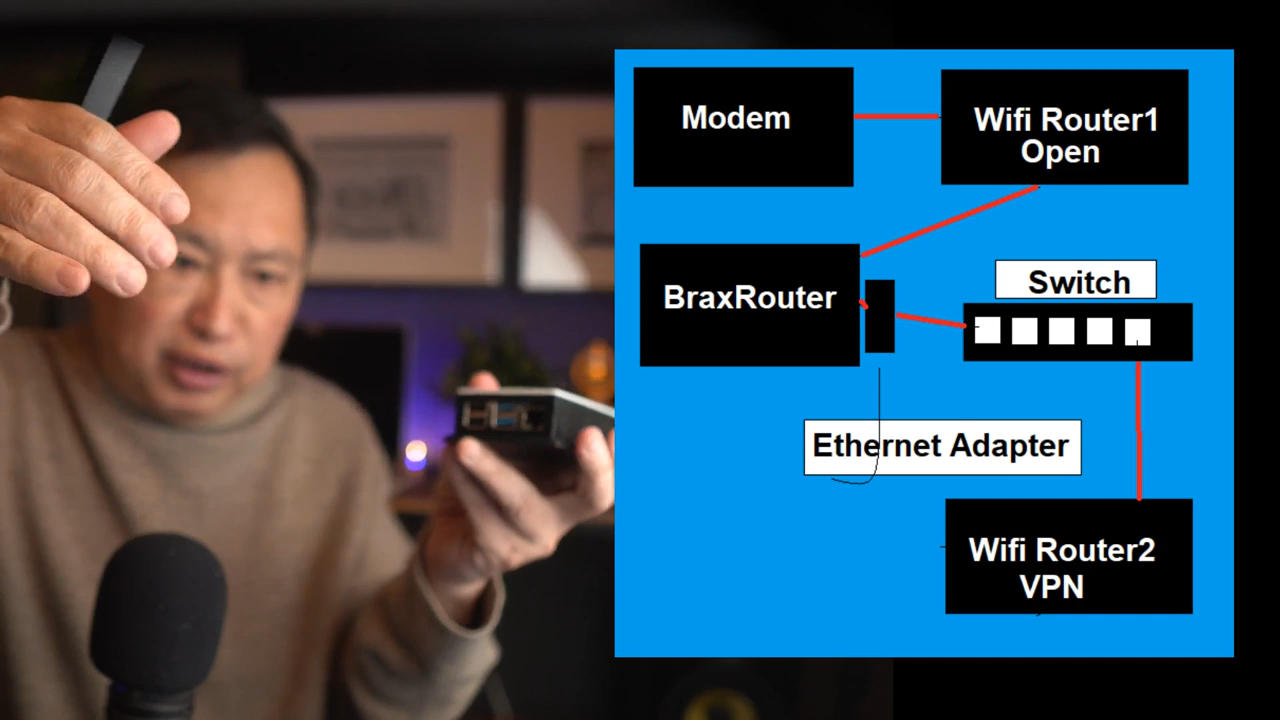 Modem
Wifi Router1
Open
BraxRouter
Switch
Ethernet Adapter
Wifi Router2
VPN